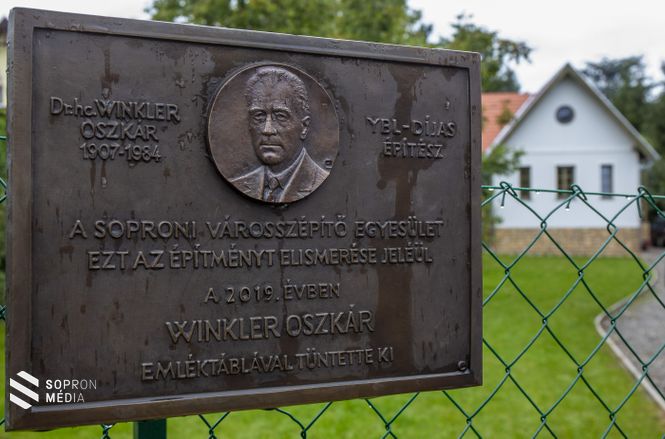 Dr.hc. WINKLER
OSZKÁR
1907-1984
YBL-DÍJAS
ÉPÍTÉSZ
A SOPRONI VÁROSSZÉPÍTŐ EGYESÜLET
EZT AZ ÉPÍTMÉNYT ELISMERÉSE JELÉÜL
A 2019. ÉVBEN
WINKLER OSZKÁR
EMLÉKTÁBLÁVAL TÜNTETTE KI
SOPRON
MÉDIA